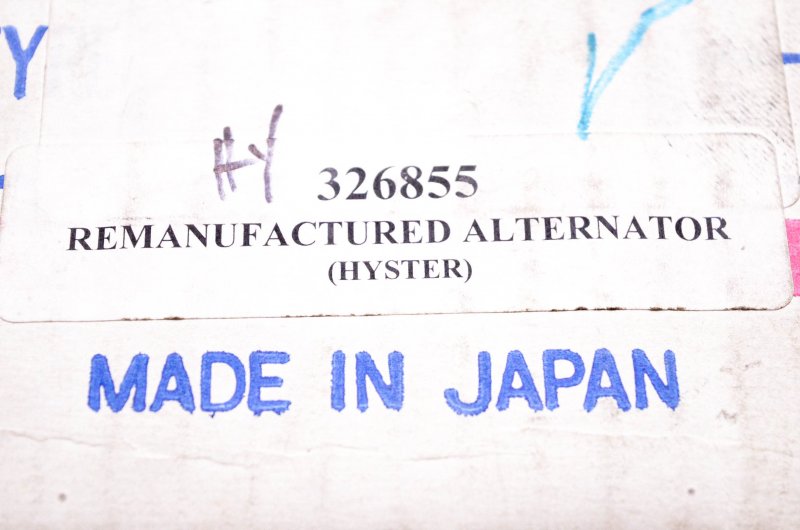 Y
HY 326855
REMANUFACTURED ALTERNATOR
(HYSTER)
MADE IN JAPAN